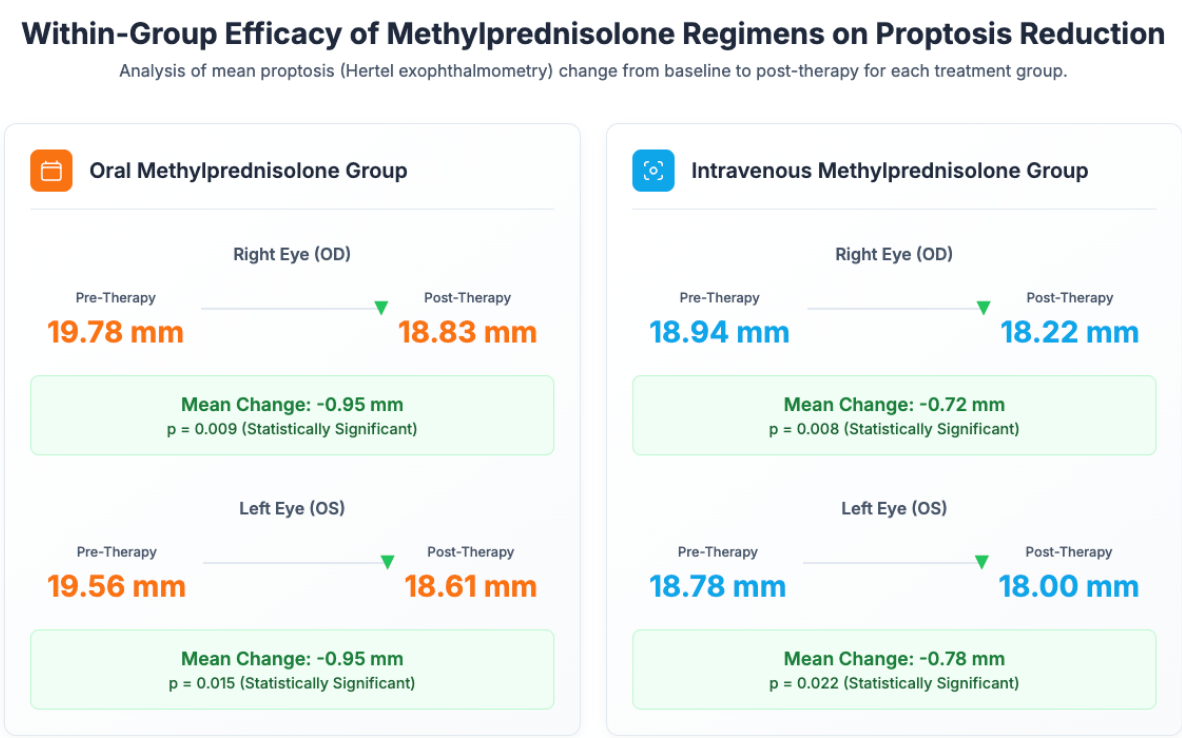 Within-Group Efficacy of Methylprednisolone Regimens on Proptosis Reduction
Analysis of mean proptosis (Hertel exophthalmometry) change from baseline to post-therapy for each treatment group.
Oral Methylprednisolone Group
Right Eye (OD)
Pre-Therapy
19.78 mm
Post-Therapy
18.83 mm
Mean Change: -0.95 mm
p = 0.009 (Statistically Significant)
Left Eye (OS)
Pre-Therapy
19.56 mm
Post-Therapy
18.61 mm
Mean Change: -0.95 mm
p = 0.015 (Statistically Significant)
Intravenous Methylprednisolone Group
Right Eye (OD)
Pre-Therapy
18.94 mm
Post-Therapy
18.22 mm
Mean Change: -0.72 mm
p = 0.008 (Statistically Significant)
Left Eye (OS)
Pre-Therapy
18.78 mm
Post-Therapy
18.00 mm
Mean Change: -0.78 mm
p = 0.022 (Statistically Significant)